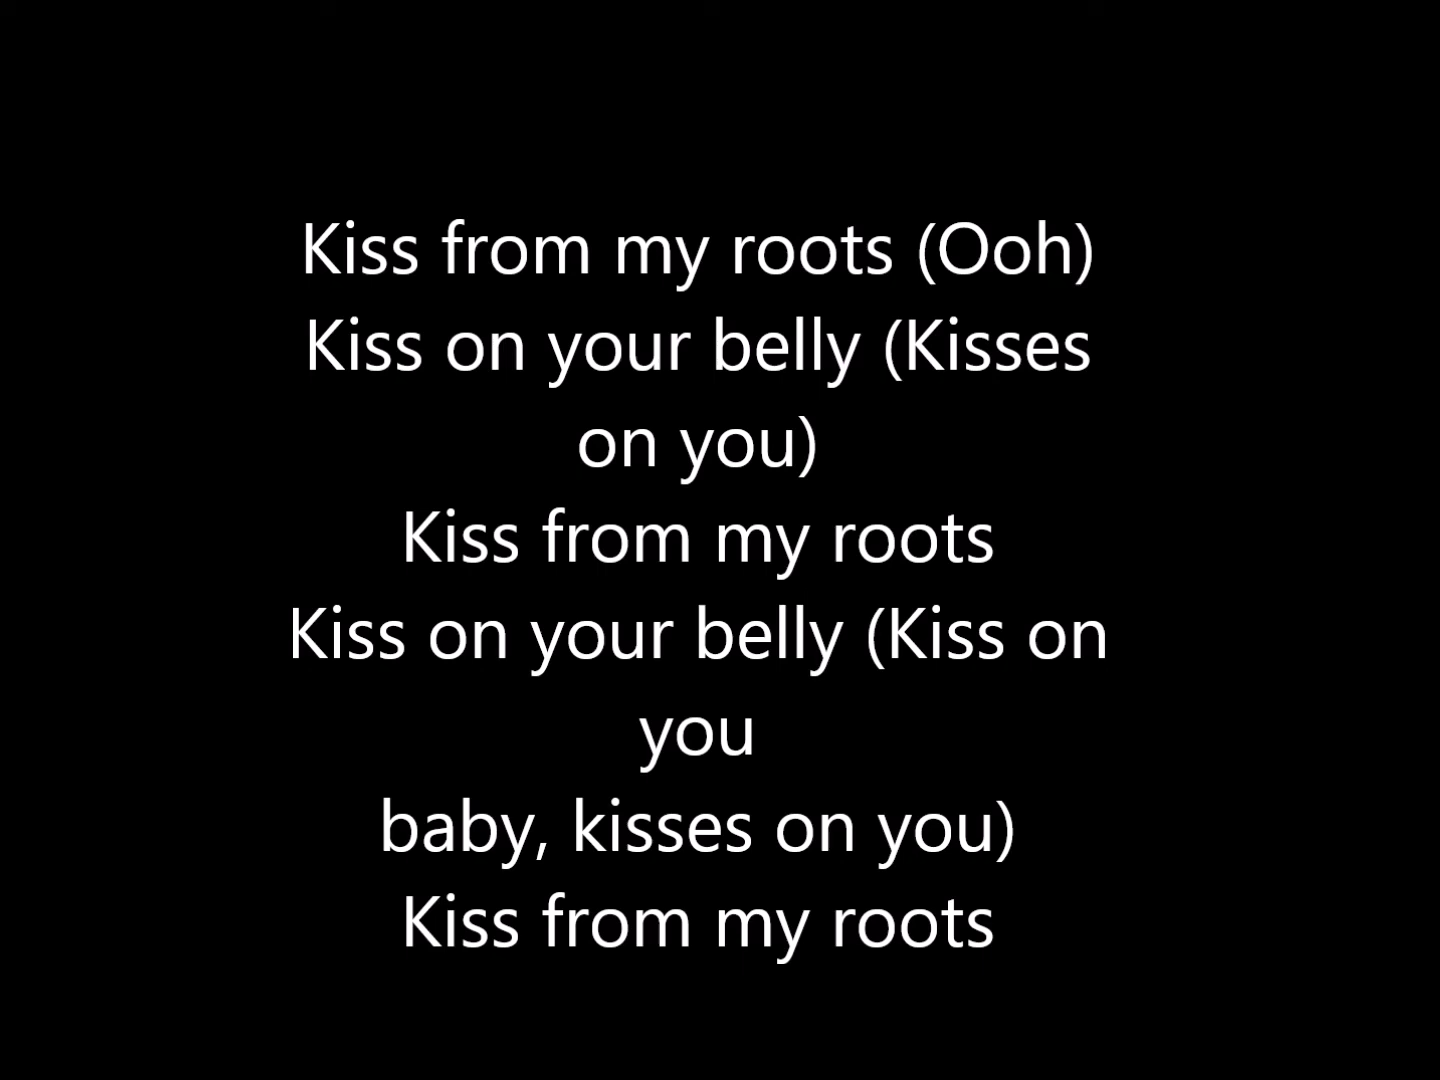 Kiss from my roots (Ooh)
Kiss on your belly (Kisses
on you)
Kiss from my roots
Kiss on your belly (Kiss on
you
baby, kisses on you)
Kiss from my roots